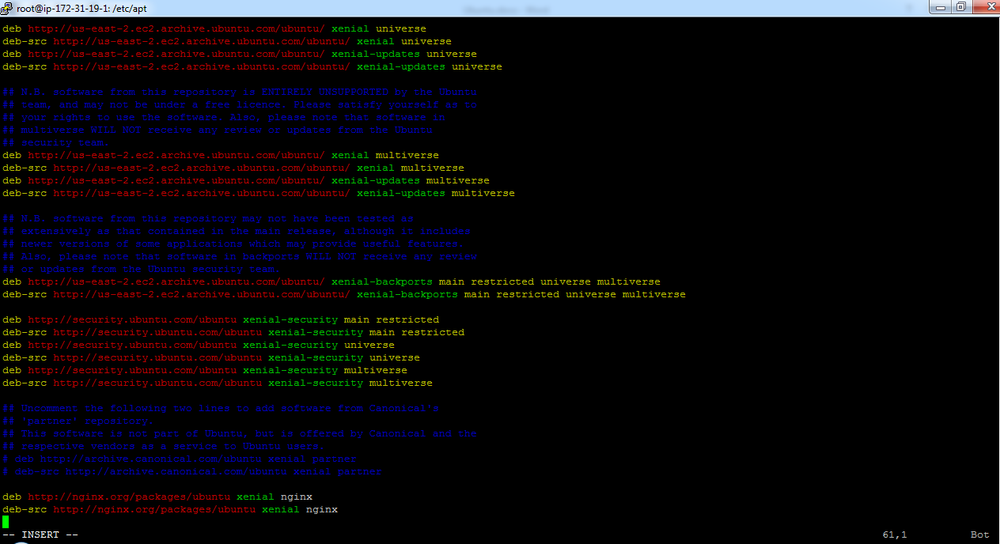 root@ip-172-31-19-1: /etc/apt
deb http://us-east-2.ec2.archive.ubuntu.com/ubuntu/ xenial universe
deb-src http://us-east-2.ec2.archive.ubuntu.com/ubuntu/ xenial universe
deb http://us-east-2.ec2.archive.ubuntu.com/ubuntu/ xenial-updates universe
deb-src http://us-east-2.ec2.archive.ubuntu.com/ubuntu/ xenial-updates universe
## N.B. software from this repository is ENTIRELY UNSUPPORTED by the Ubuntu
## team, and may not be under a free licence. Please satisfy yourself as to
## your rights to use the software. Also, please note that software in
## multiverse WILL NOT receive any review or updates from the Ubuntu
## security team.
deb http://us-east-2.ec2.archive.ubuntu.com/ubuntu/ xenial multiverse
deb-src http://us-east-2.ec2.archive.ubuntu.com/ubuntu/ xenial multiverse
deb http://us-east-2.ec2.archive.ubuntu.com/ubuntu/ xenial-updates multiverse
deb-src http://us-east-2.ec2.archive.ubuntu.com/ubuntu/ xenial-updates multiverse
## N.B. software from this repository may not have been tested as
## extensively as that contained in the main release, although it includes
## newer versions of some applications which may provide useful features.
## Also, please note that software in backports WILL NOT receive any review
## or updates from the Ubuntu security team.
deb http://us-east-2.ec2.archive.ubuntu.com/ubuntu/ xenial-backports main restricted universe multiverse
deb-src http://us-east-2.ec2.archive.ubuntu.com/ubuntu/ xenial-backports main restricted universe multiverse
deb http://security.ubuntu.com/ubuntu xenial-security main restricted
deb-src http://security.ubuntu.com/ubuntu xenial-security main restricted
deb http://security.ubuntu.com/ubuntu xenial-security universe
deb-src http://security.ubuntu.com/ubuntu xenial-security universe
deb http://security.ubuntu.com/ubuntu xenial-security multiverse
deb-src http://security.ubuntu.com/ubuntu xenial-security multiverse
## Uncomment the following two lines to add software from Canonical's
## 'partner' repository.
## This software is not part of Ubuntu, but is offered by Canonical and the
## respective vendors as a service to Ubuntu users.
# deb http://archive.canonical.com/ubuntu xenial partner
# deb-src http://archive.canonical.com/ubuntu xenial partner
deb http://nginx.org/packages/ubuntu xenial nginx
deb-src http://nginx.org/packages/ubuntu xenial nginx
-- INSERT -- 61,1 Bot